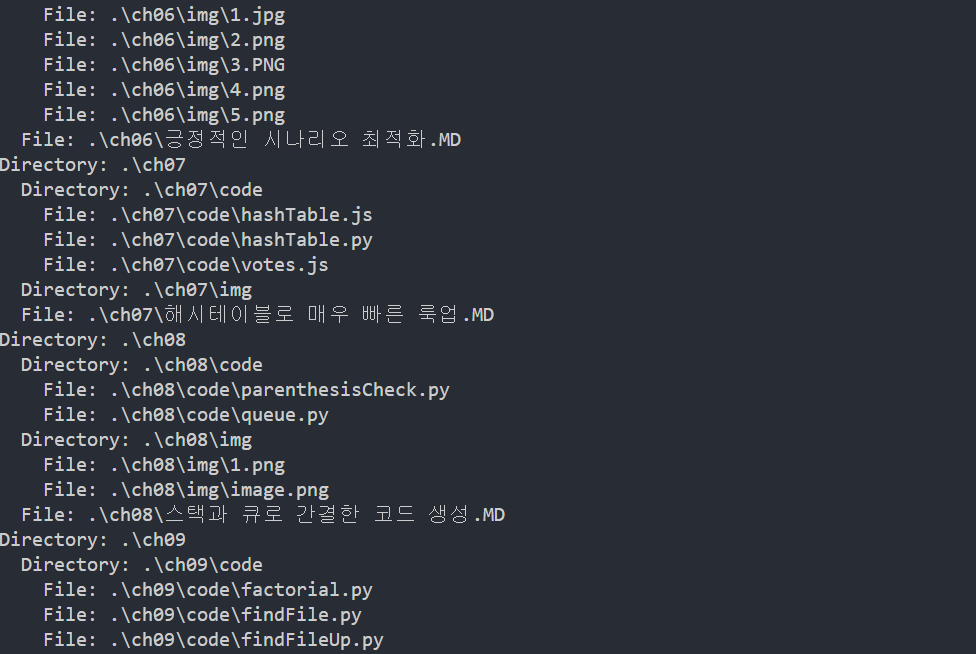 File: .\ch06\img\1.jpg
File: .\ch06\img\2.png
File: .\ch06\img\3.PNG
File: .\ch06\img\4.png
File: .\ch06\img\5.png
File: .\ch06\긍정적인 시나리오 최적화.MD
Directory: .\ch07
Directory: .\ch07\code
File: .\ch07\code\hashTable.js
File: .\ch07\code\hashTable.py
File: .\ch07\code\votes.js
Directory: .\ch07\img
File: .\ch07\해시테이블로 매우 빠른 룩업.MD
Directory: .\ch08
Directory: .\ch08\code
File: .\ch08\code\parenthesisCheck.py
File: .\ch08\code\queue.py
Directory: .\ch08\img
File: .\ch08\img\1.png
File: .\ch08\img\image.png
File: .\ch08\스택과 큐로 간결한 코드 생성.MD
Directory: .\ch09
Directory: .\ch09\code
File: .\ch09\code\factorial.py
File: .\ch09\code\findFile.py
File: .\ch09\code\findFileUp.py